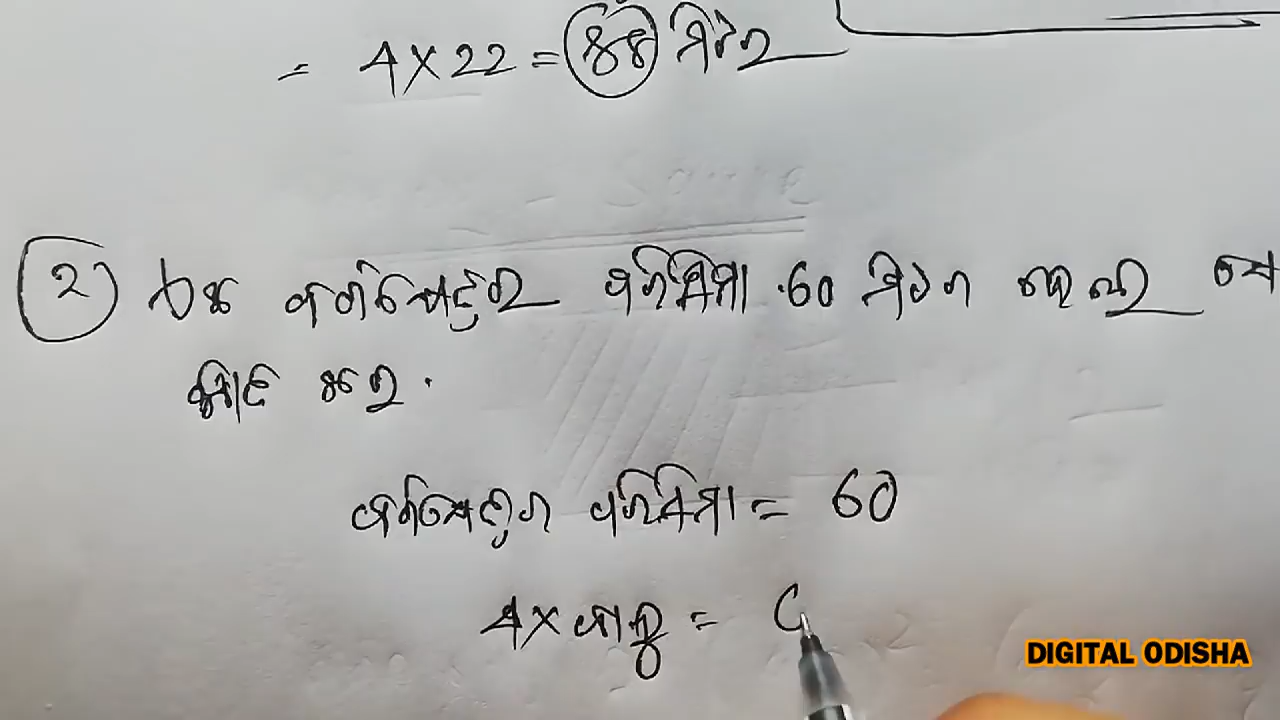 = 4 × 22 = 88 ମିଟର
2 ଏକ ବର୍ଗକ୍ଷେତ୍ରର ପରିସୀମା 60 ମିଟର ହେଲେ
ସ୍ଥିର କର.
ବର୍ଗକ୍ଷେତ୍ରର ପରିସୀମା = 60
4 × ବାହୁ =
DIGITAL ODISHA